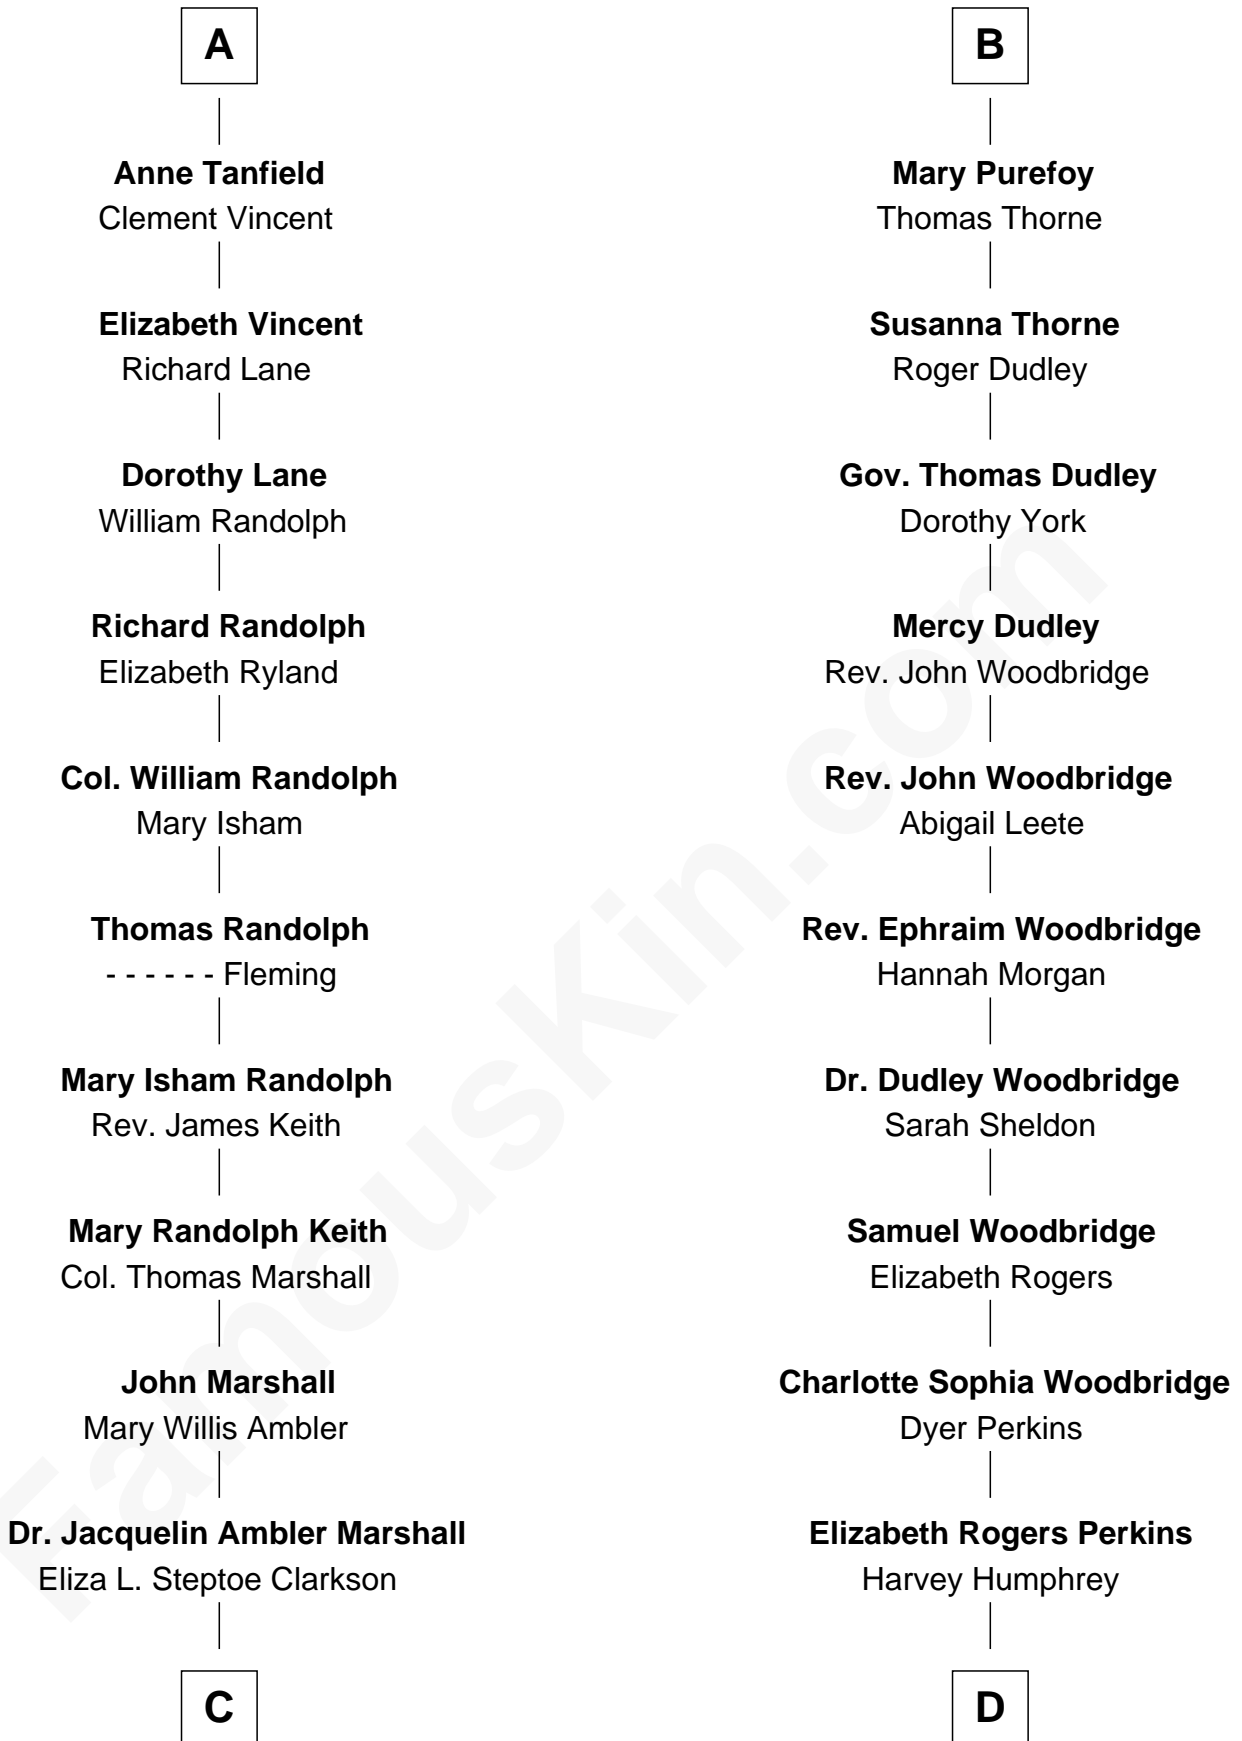 A
Anne Tanfield
Clement Vincent
Elizabeth Vincent
Richard Lane
Dorothy Lane
William Randolph
Richard Randolph
Elizabeth Ryland
Col. William Randolph
Mary Isham
Thomas Randolph
- - - - - - Fleming
Mary Isham Randolph
Rev. James Keith
Mary Randolph Keith
Col. Thomas Marshall
John Marshall
Mary Willis Ambler
Dr. Jacquelin Ambler Marshall
Eliza L. Steptoe Clarkson
C
B
Mary Purefoy
Thomas Thorne
Susanna Thorne
Roger Dudley
Gov. Thomas Dudley
Dorothy York
Mercy Dudley
Rev. John Woodbridge
Rev. John Woodbridge
Abigail Leete
Rev. Ephraim Woodbridge
Hannah Morgan
Dr. Dudley Woodbridge
Sarah Sheldon
Samuel Woodbridge
Elizabeth Rogers
Charlotte Sophia Woodbridge
Dyer Perkins
Elizabeth Rogers Perkins
Harvey Humphrey
D
FamousKin.com